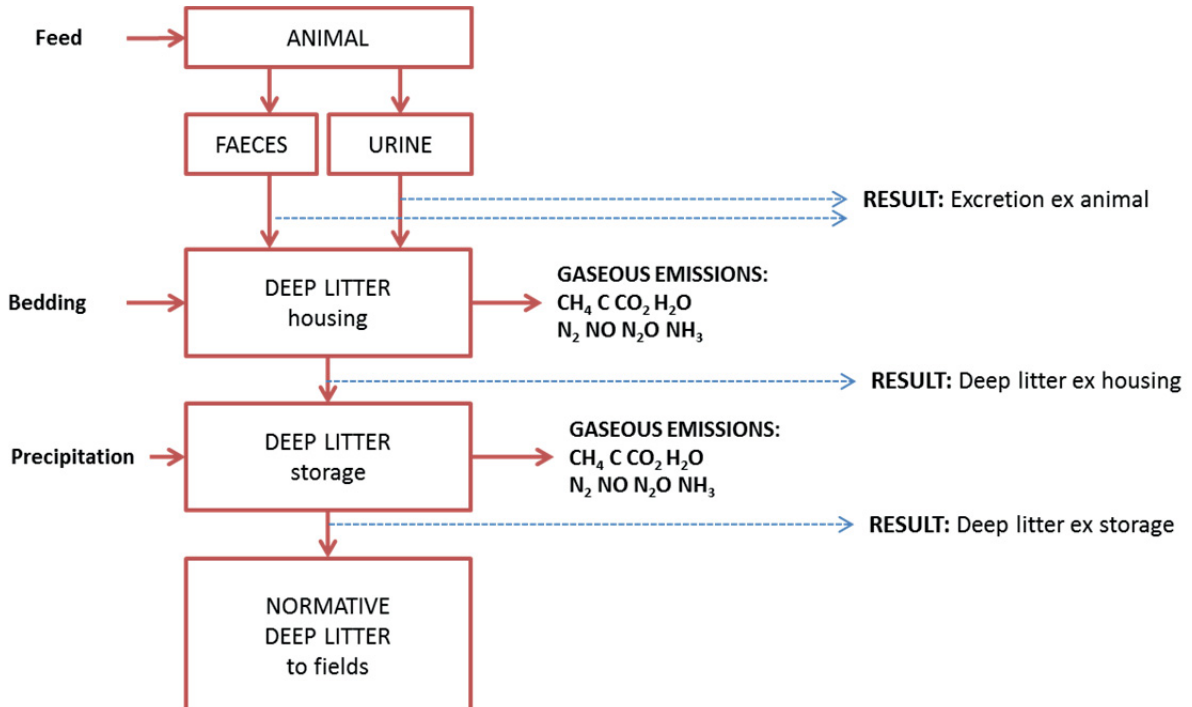 Feed
ANIMAL
FAECES
URINE
RESULT: Excretion ex animal
Bedding
DEEP LITTER
housing
GASEOUS EMISSIONS:
CH₄ C CO₂ H₂O
N₂ NO N₂O NH₃
RESULT: Deep litter ex housing
Precipitation
DEEP LITTER
storage
GASEOUS EMISSIONS:
CH₄ C CO₂ H₂O
N₂ NO N₂O NH₃
RESULT: Deep litter ex storage
NORMATIVE
DEEP LITTER
to fields